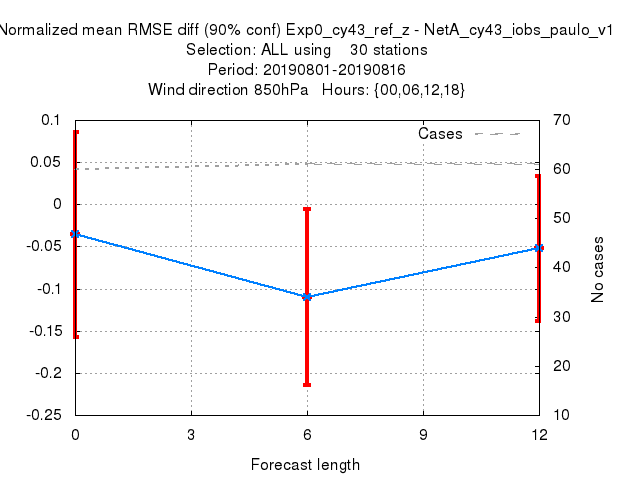 Normalized mean RMSE diff (90% conf) Exp0_cy43_ref_z - NetA_cy43_iobs_paulo_v1
Selection: ALL using 30 stations
Period: 20190801-20190816
Wind direction 850hPa Hours: {00,06,12,18}
Cases
0.1
0.05
0
-0.05
-0.1
-0.15
-0.2
-0.25
70
60
50
40
30
20
10
No cases
0 3 6 9 12
Forecast length